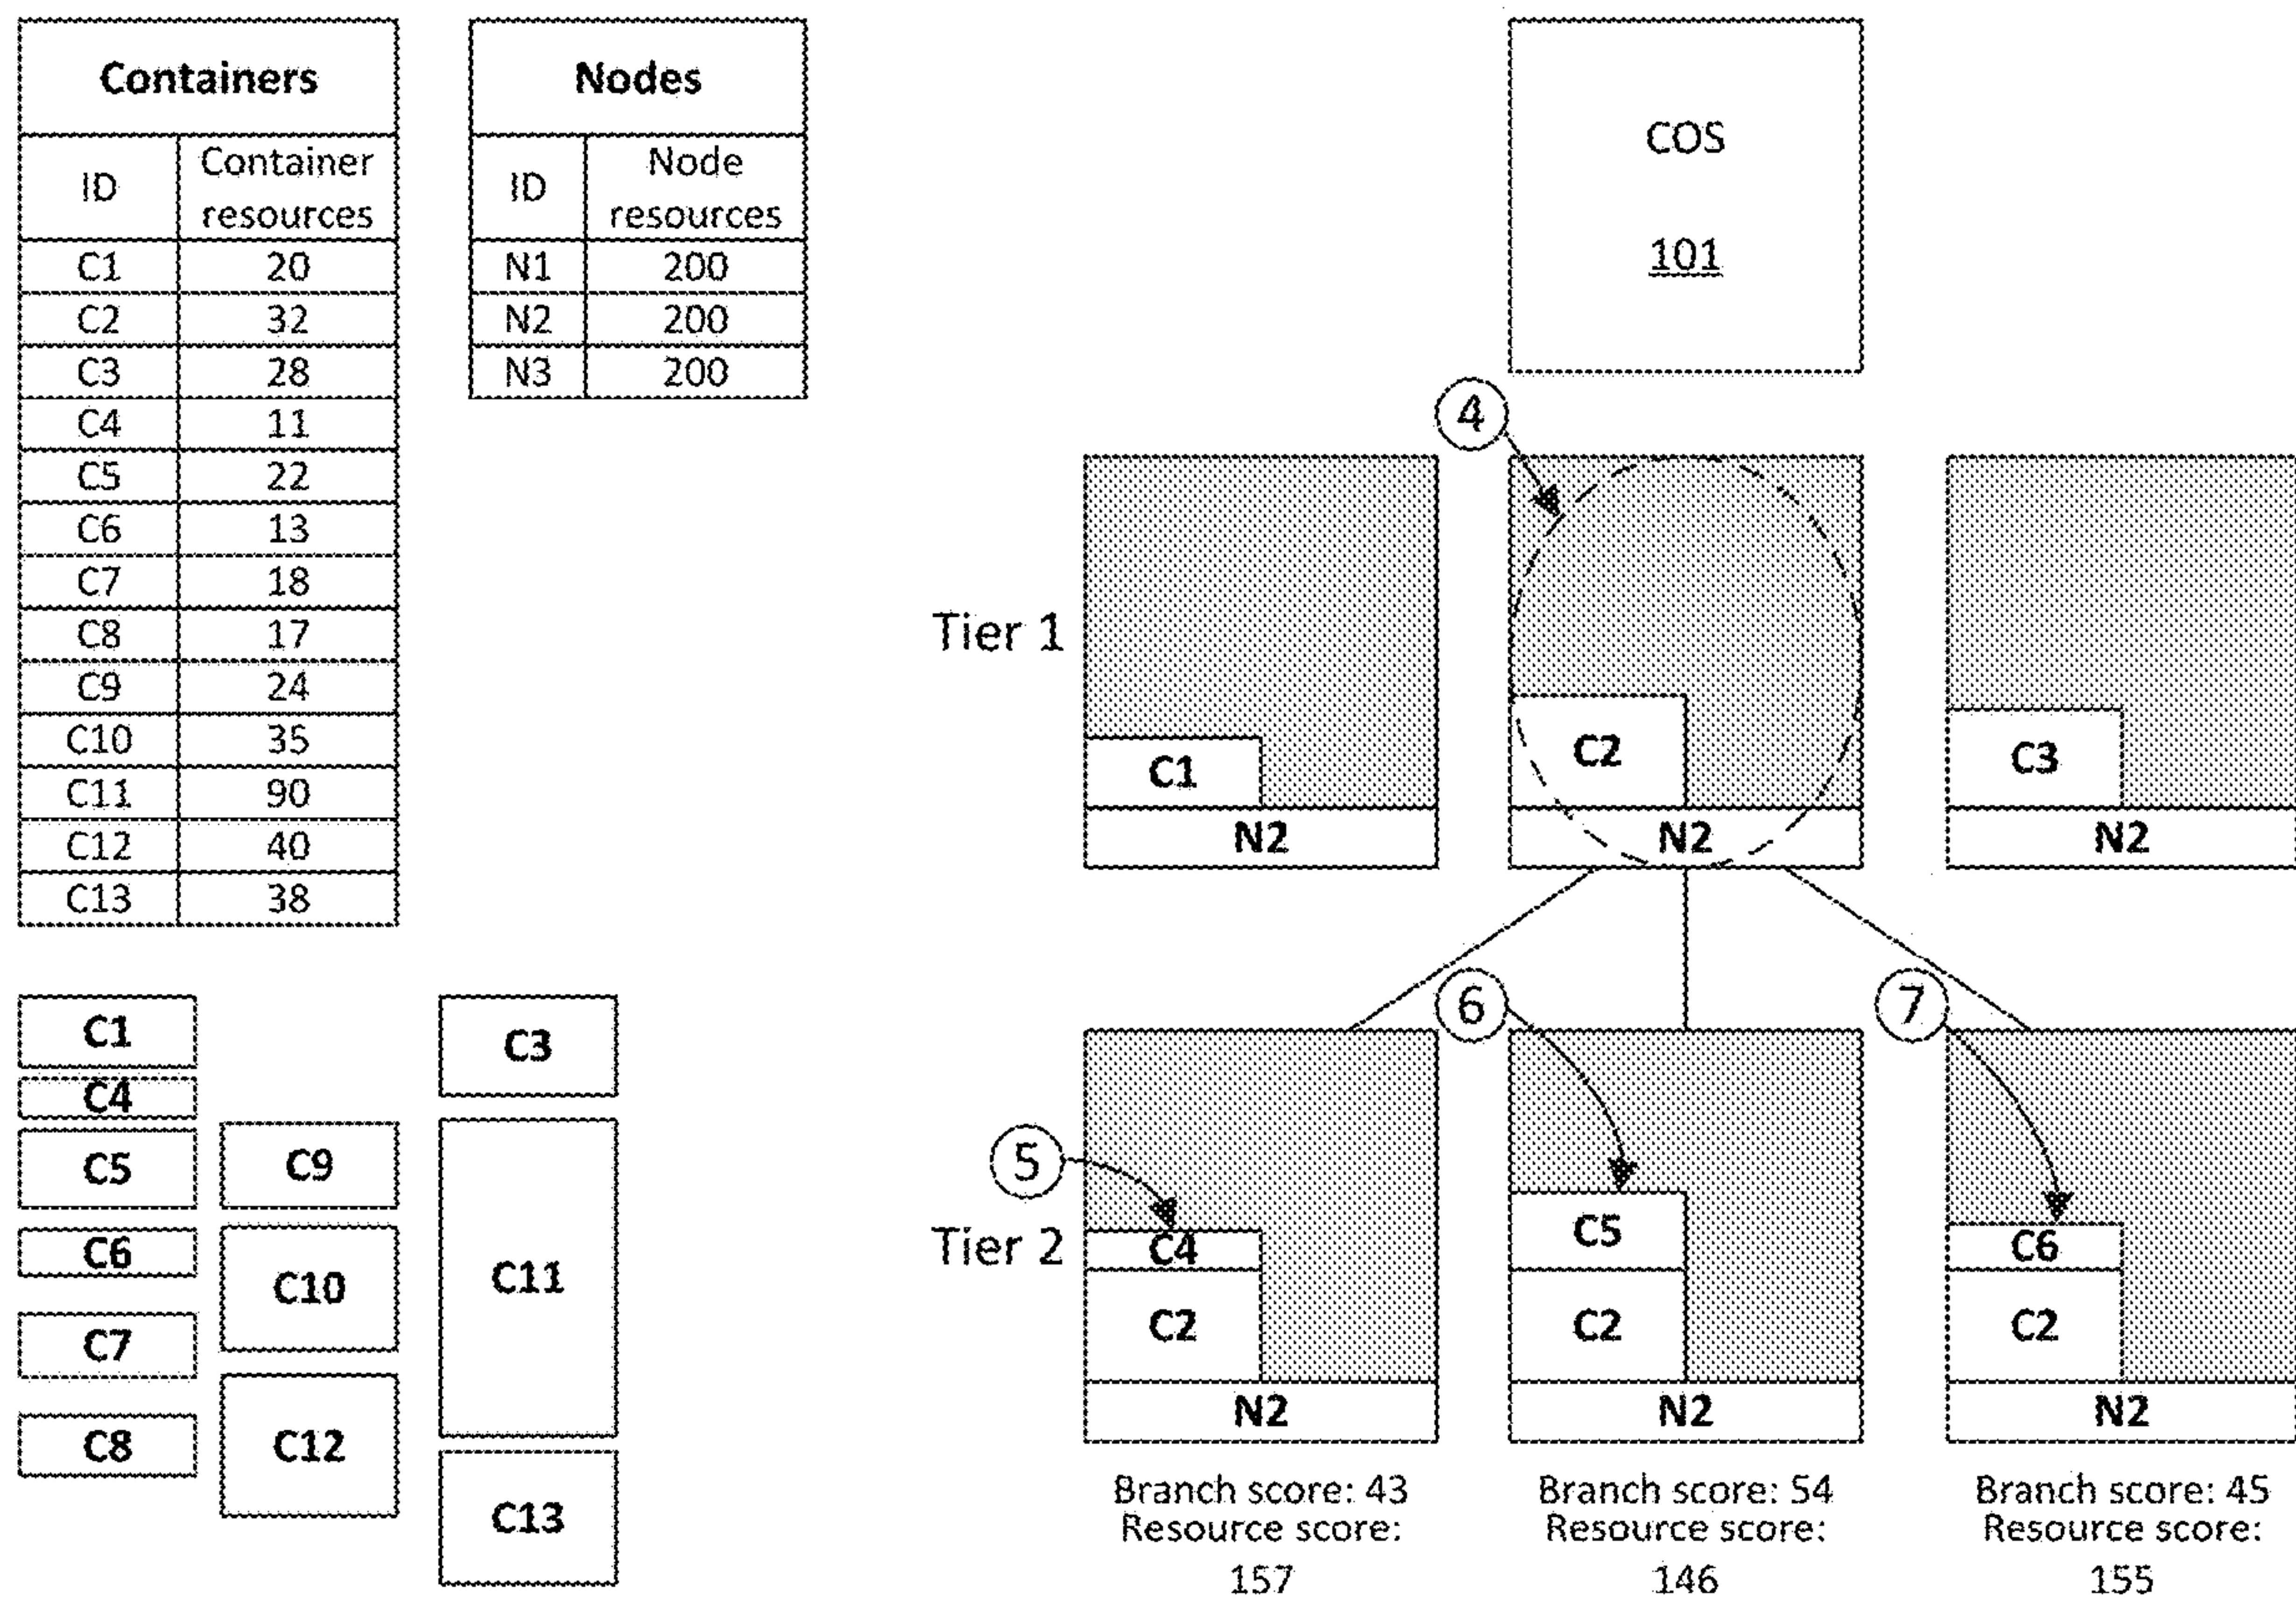 Containers
ID Container resources
C1 20
C2 32
C3 28
C4 11
C5 22
C6 13
C7 18
C8 17
C9 24
C10 35
C11 90
C12 40
C13 38
Nodes
ID Node resources
N1 200
N2 200
N3 200
C1
C4
C5
C6
C7
C8
C9
C10
C12
C3
C11
C13
COS
101
4
Tier 1
C1
N2
C2
N2
C3
N2
5
6
7
Tier 2
C4
C2
N2
Branch score: 43
Resource score:
157
C5
C2
N2
Branch score: 54
Resource score:
146
C6
C2
N2
Branch score: 45
Resource score:
155